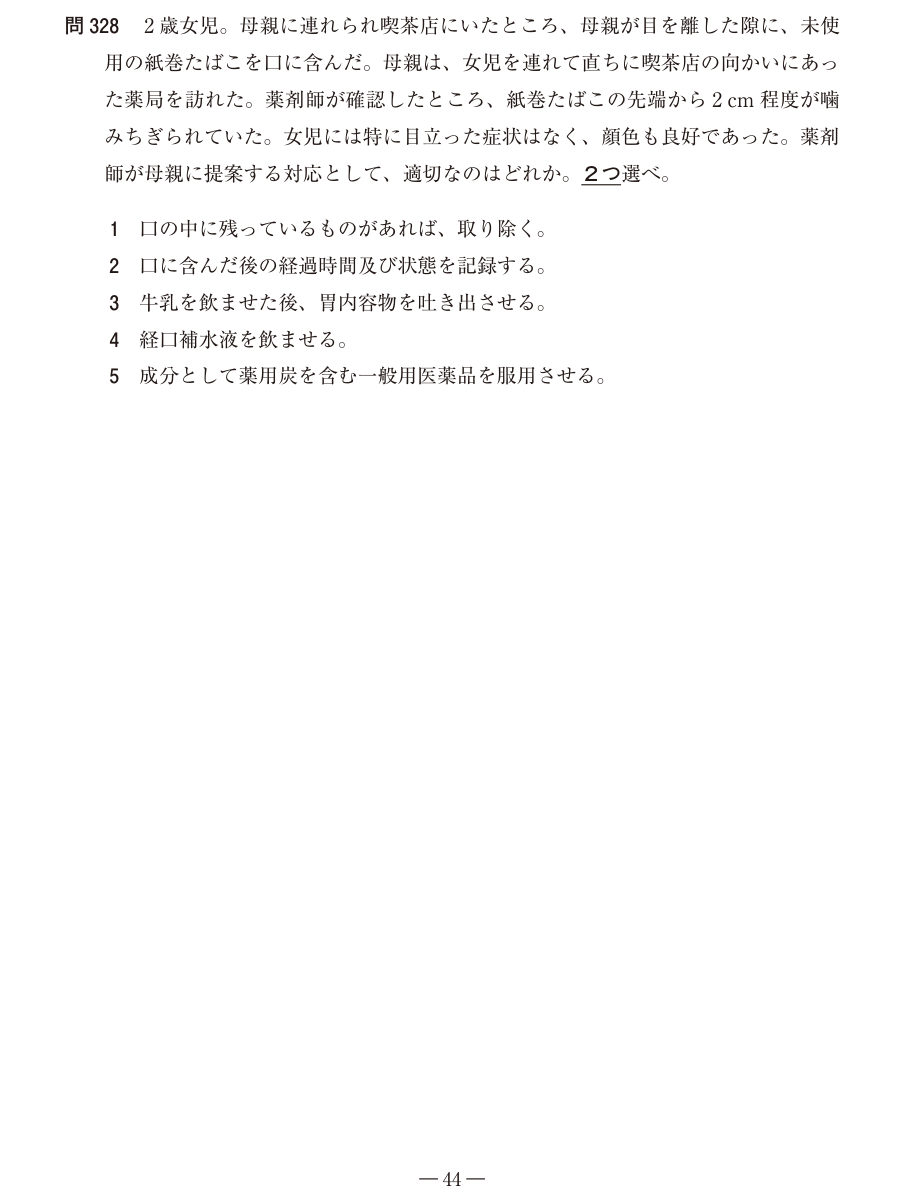 問 328　２歳女児。母親に連れられ喫茶店にいたところ、母親が目を離した隙に、未使
用の紙巻たばこを口に含んだ。母親は、女児を連れて直ちに喫茶店の向かいにあっ
た薬局を訪れた。薬剤師が確認したところ、紙巻たばこの先端から２cm 程度が噛
みちぎられていた。女児には特に目立った症状はなく、顔色も良好であった。薬剤
師が母親に提案する対応として、適切なのはどれか。２つ選べ。
1　口の中に残っているものがあれば、取り除く。
2　口に含んだ後の経過時間及び状態を記録する。
3　牛乳を飲ませた後、胃内容物を吐き出させる。
4　経口補水液を飲ませる。
5　成分として薬用炭を含む一般用医薬品を服用させる。
— 44 —